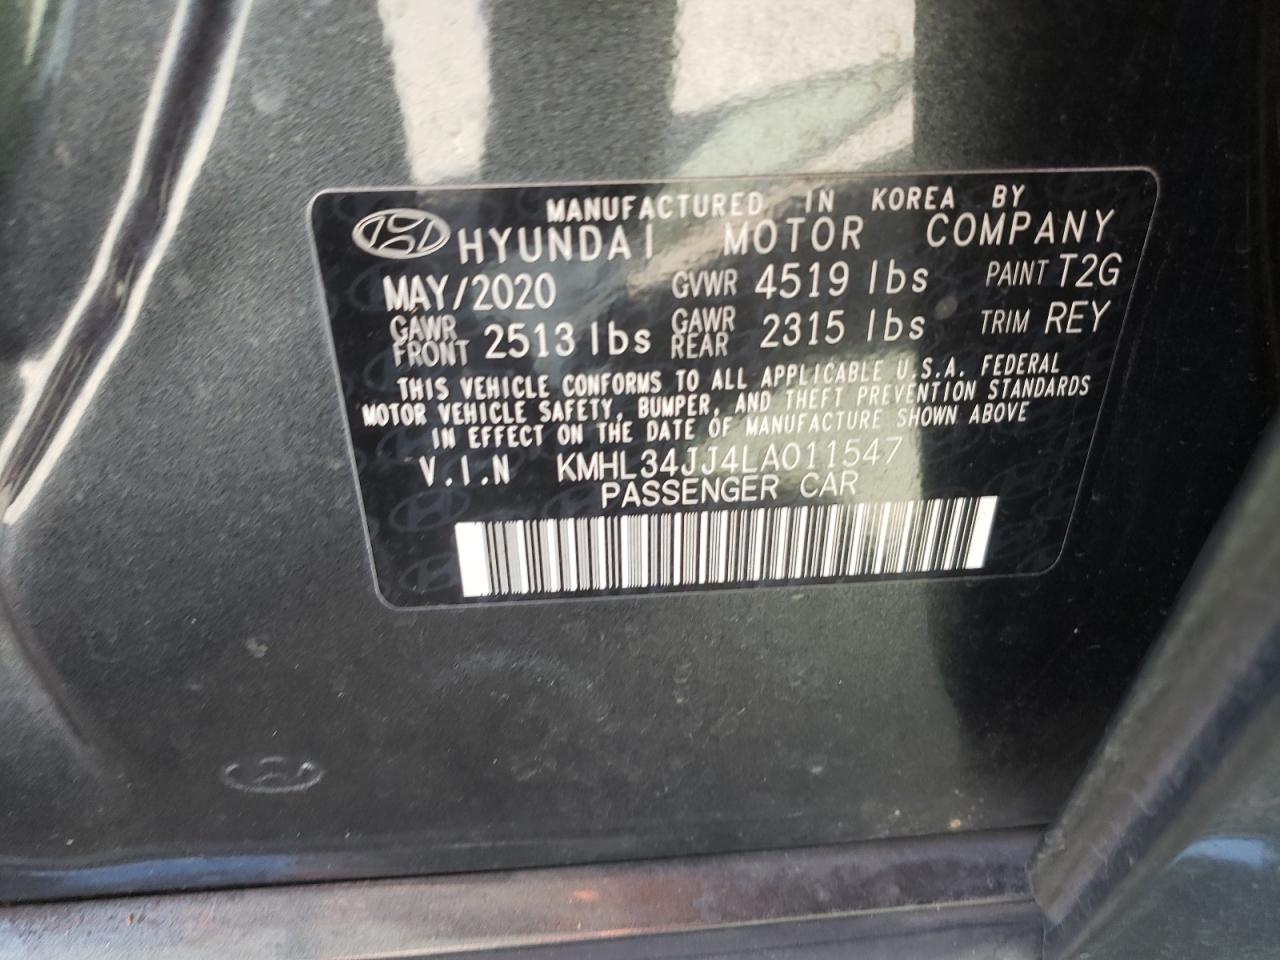 MANUFACTURED IN KOREA BY
HYUNDAI MOTOR COMPANY
MAY/2020 GVWR 4519 lbs PAINT T2G
GAWR FRONT 2513 lbs GAWR REAR 2315 lbs TRIM REY
THIS VEHICLE CONFORMS TO ALL APPLICABLE U.S.A. FEDERAL
MOTOR VEHICLE SAFETY, BUMPER, AND THEFT PREVENTION STANDARDS
IN EFFECT ON THE DATE OF MANUFACTURE SHOWN ABOVE
V.I.N KMHL34JJ4LA011547
PASSENGER CAR